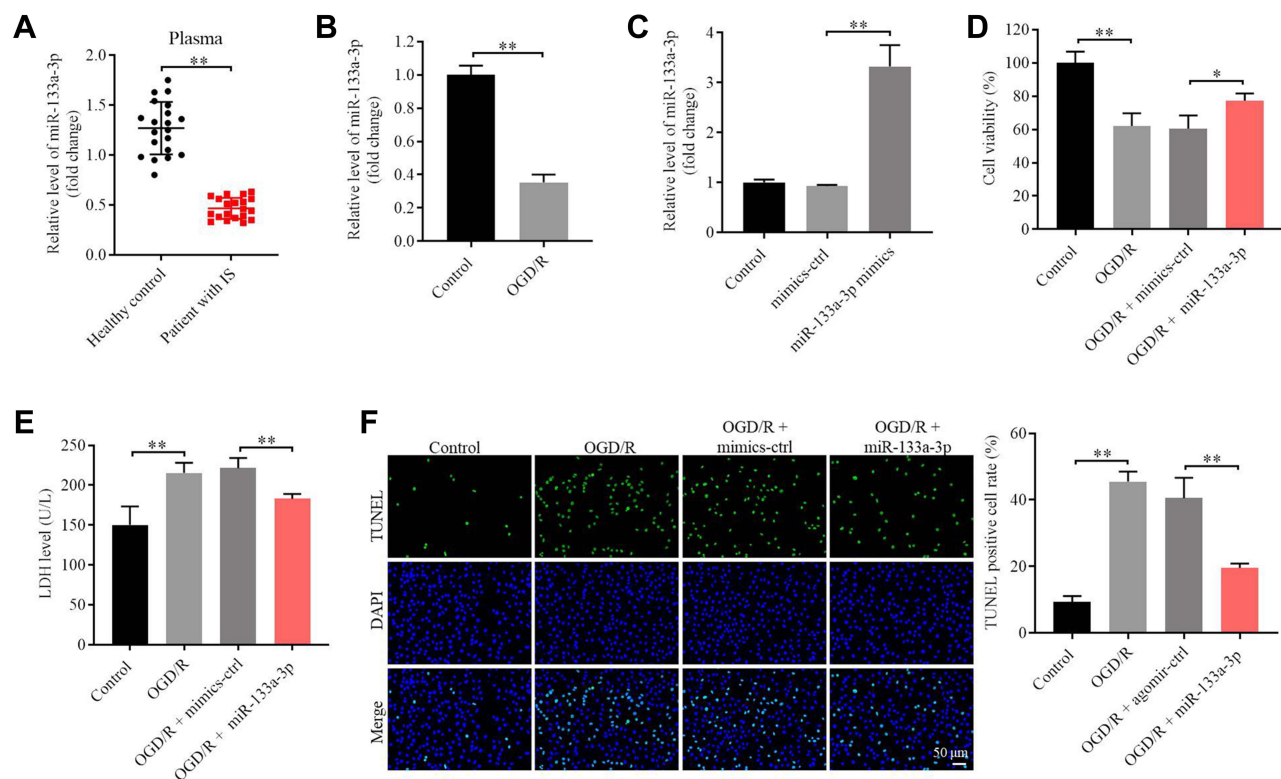 A
Plasma
**
Relative level of miR-133a-3p
(fold change)
2.0
1.5
1.0
0.5
0.0
Healthy control
Patient with IS
B
**
Relative level of miR-133a-3p
(fold change)
1.2
1.0
0.8
0.6
0.4
0.2
0.0
Control
OGD/R
C
**
Relative level of miR-133a-3p
(fold change)
4
3
2
1
0
Control
mimics-ctrl
miR-133a-3p mimics
D
**
*
Cell viability (%)
120
100
80
60
40
20
0
Control
OGD/R
OGD/R + mimics-ctrl
OGD/R + miR-133a-3p
E
**
**
LDH level (U/L)
250
200
150
100
50
0
Control
OGD/R
OGD/R + mimics-ctrl
OGD/R + miR-133a-3p
F
Control
OGD/R
OGD/R +
mimics-ctrl
OGD/R +
miR-133a-3p
TUNEL
DAPI
Merge
50 μm
**
**
TUNEL positive cell rate (%)
60
40
20
0
Control
OGD/R
OGD/R + agomir-ctrl
OGD/R + miR-133a-3p